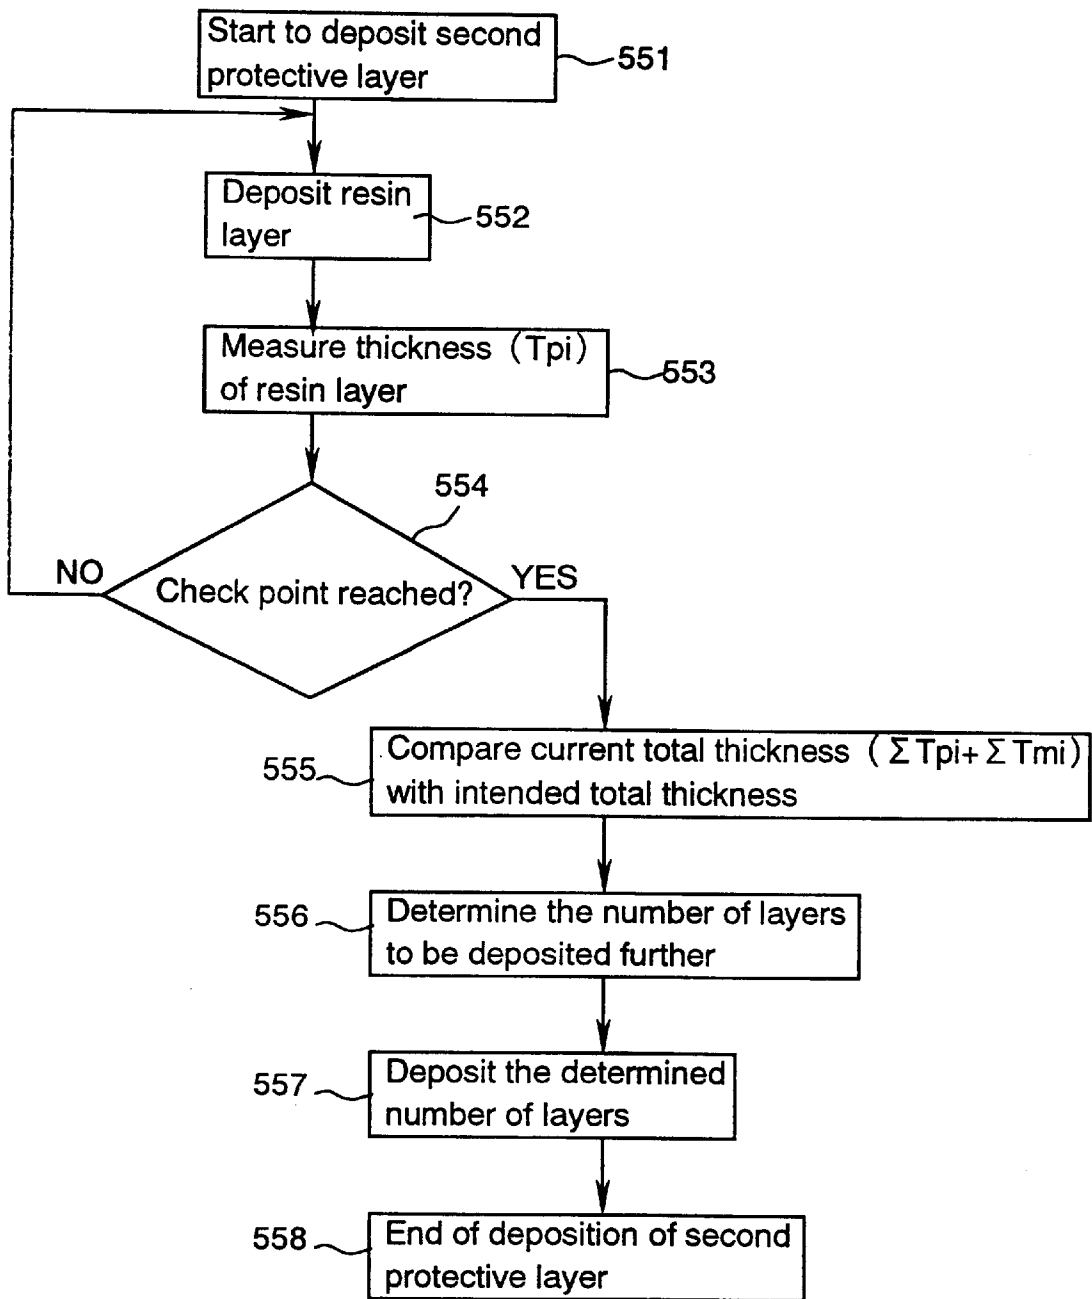 Start to deposit second
protective layer
551
Deposit resin
layer
552
Measure thickness (Tpi)
of resin layer
553
554
NO
Check point reached?
YES
555
Compare current total thickness (ΣTpi+ΣTmi)
with intended total thickness
556
Determine the number of layers
to be deposited further
557
Deposit the determined
number of layers
558
End of deposition of second
protective layer